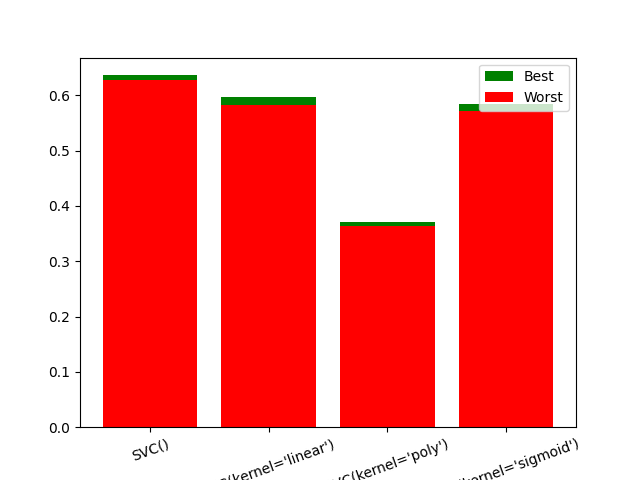 Best
Worst
0.6
0.5
0.4
0.3
0.2
0.1
0.0
SVC()
(kernel='linear')
VC(kernel='poly')
kernel='sigmoid')